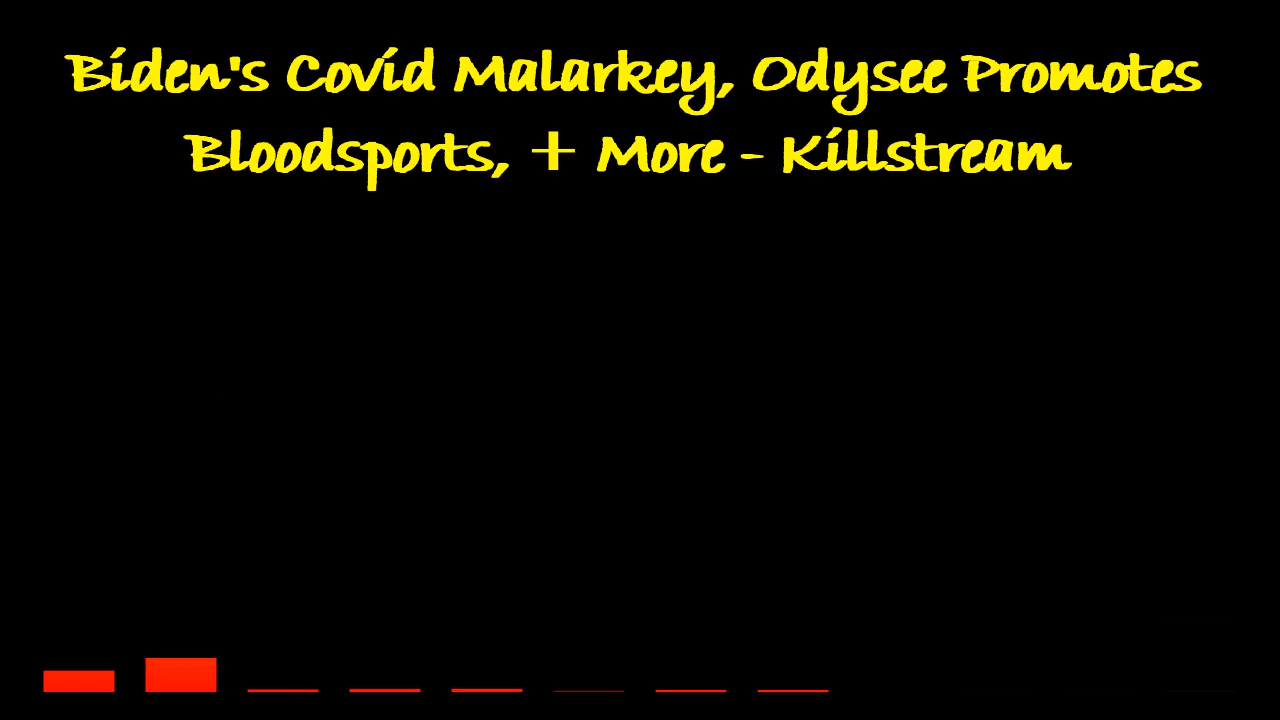 Biden's Covid Malarkey, Odysee Promotes
Bloodsports, + More - Killstream